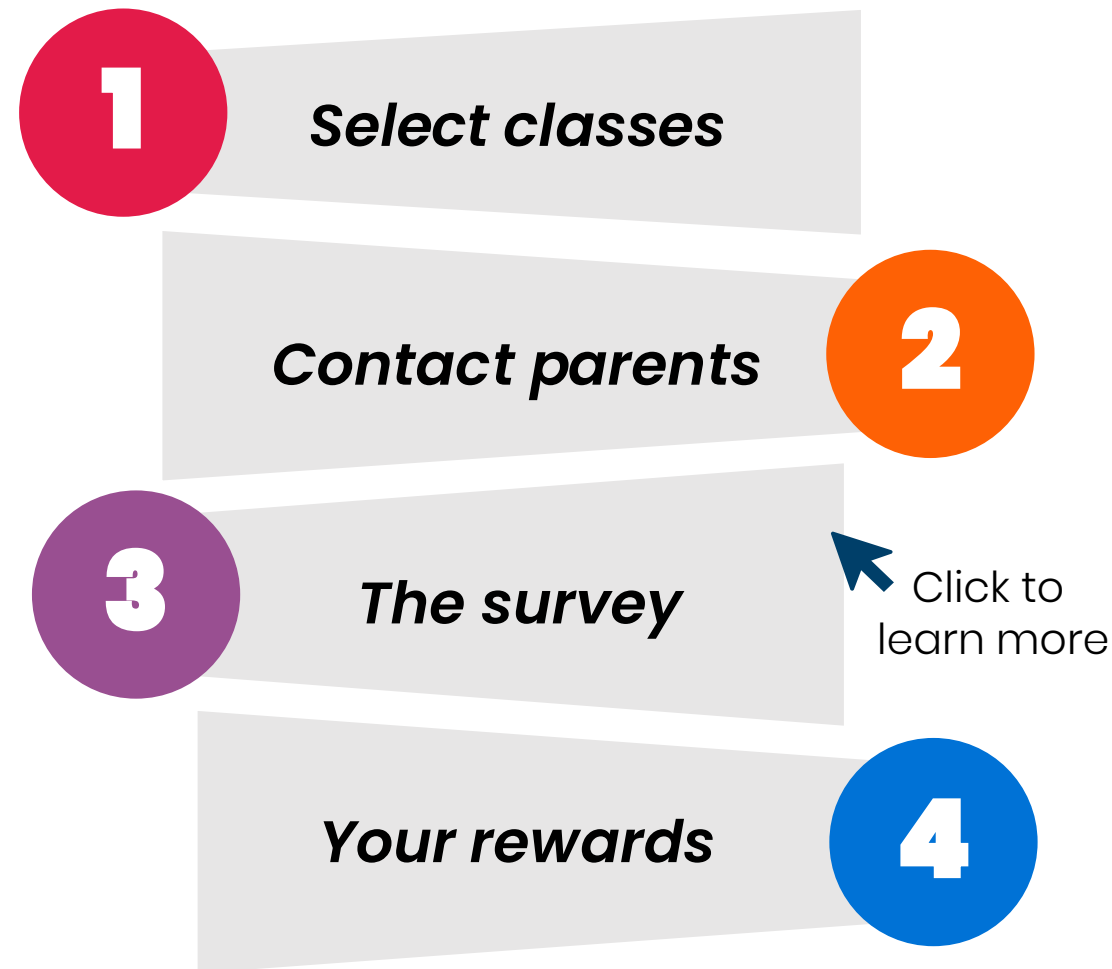 1
Select classes
Contact parents
2
3
The survey
Click to
learn more
Your rewards
4